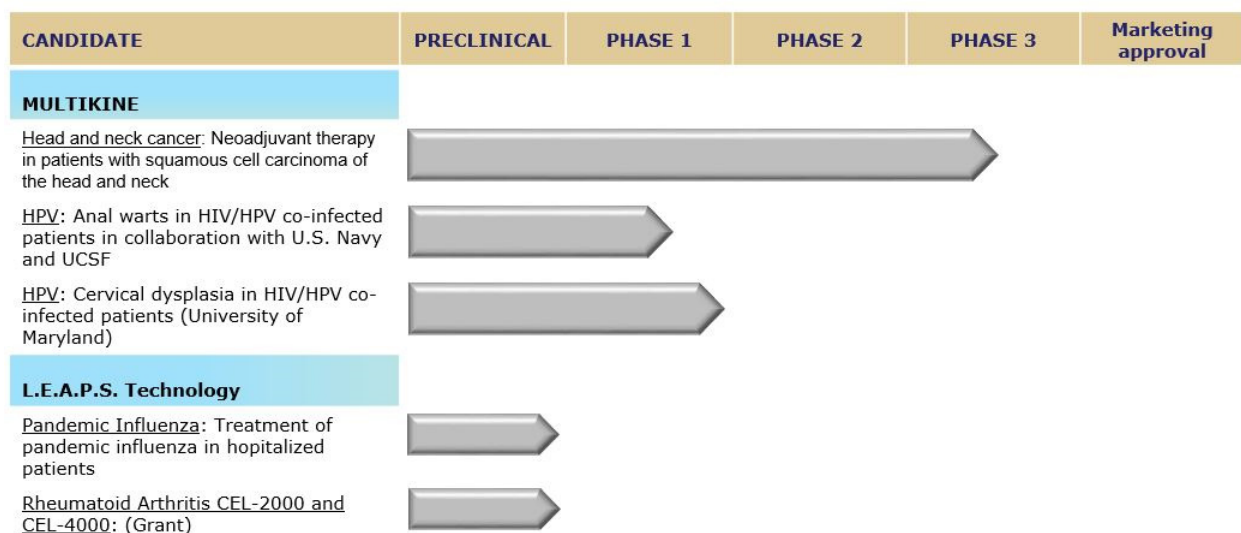 CANDIDATE PRECLINICAL PHASE 1 PHASE 2 PHASE 3 Marketing
approval
MULTIKINE
Head and neck cancer: Neoadjuvant therapy
in patients with squamous cell carcinoma of
the head and neck
HPV: Anal warts in HIV/HPV co-infected
patients in collaboration with U.S. Navy
and UCSF
HPV: Cervical dysplasia in HIV/HPV co-
infected patients (University of
Maryland)
L.E.A.P.S. Technology
Pandemic Influenza: Treatment of
pandemic influenza in hopitalized
patients
Rheumatoid Arthritis CEL-2000 and
CEL-4000: (Grant)